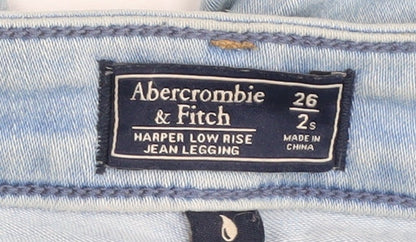 Abercrombie
& Fitch
HARPER LOW RISE
JEAN LEGGING
26
2s
MADE IN
CHINA